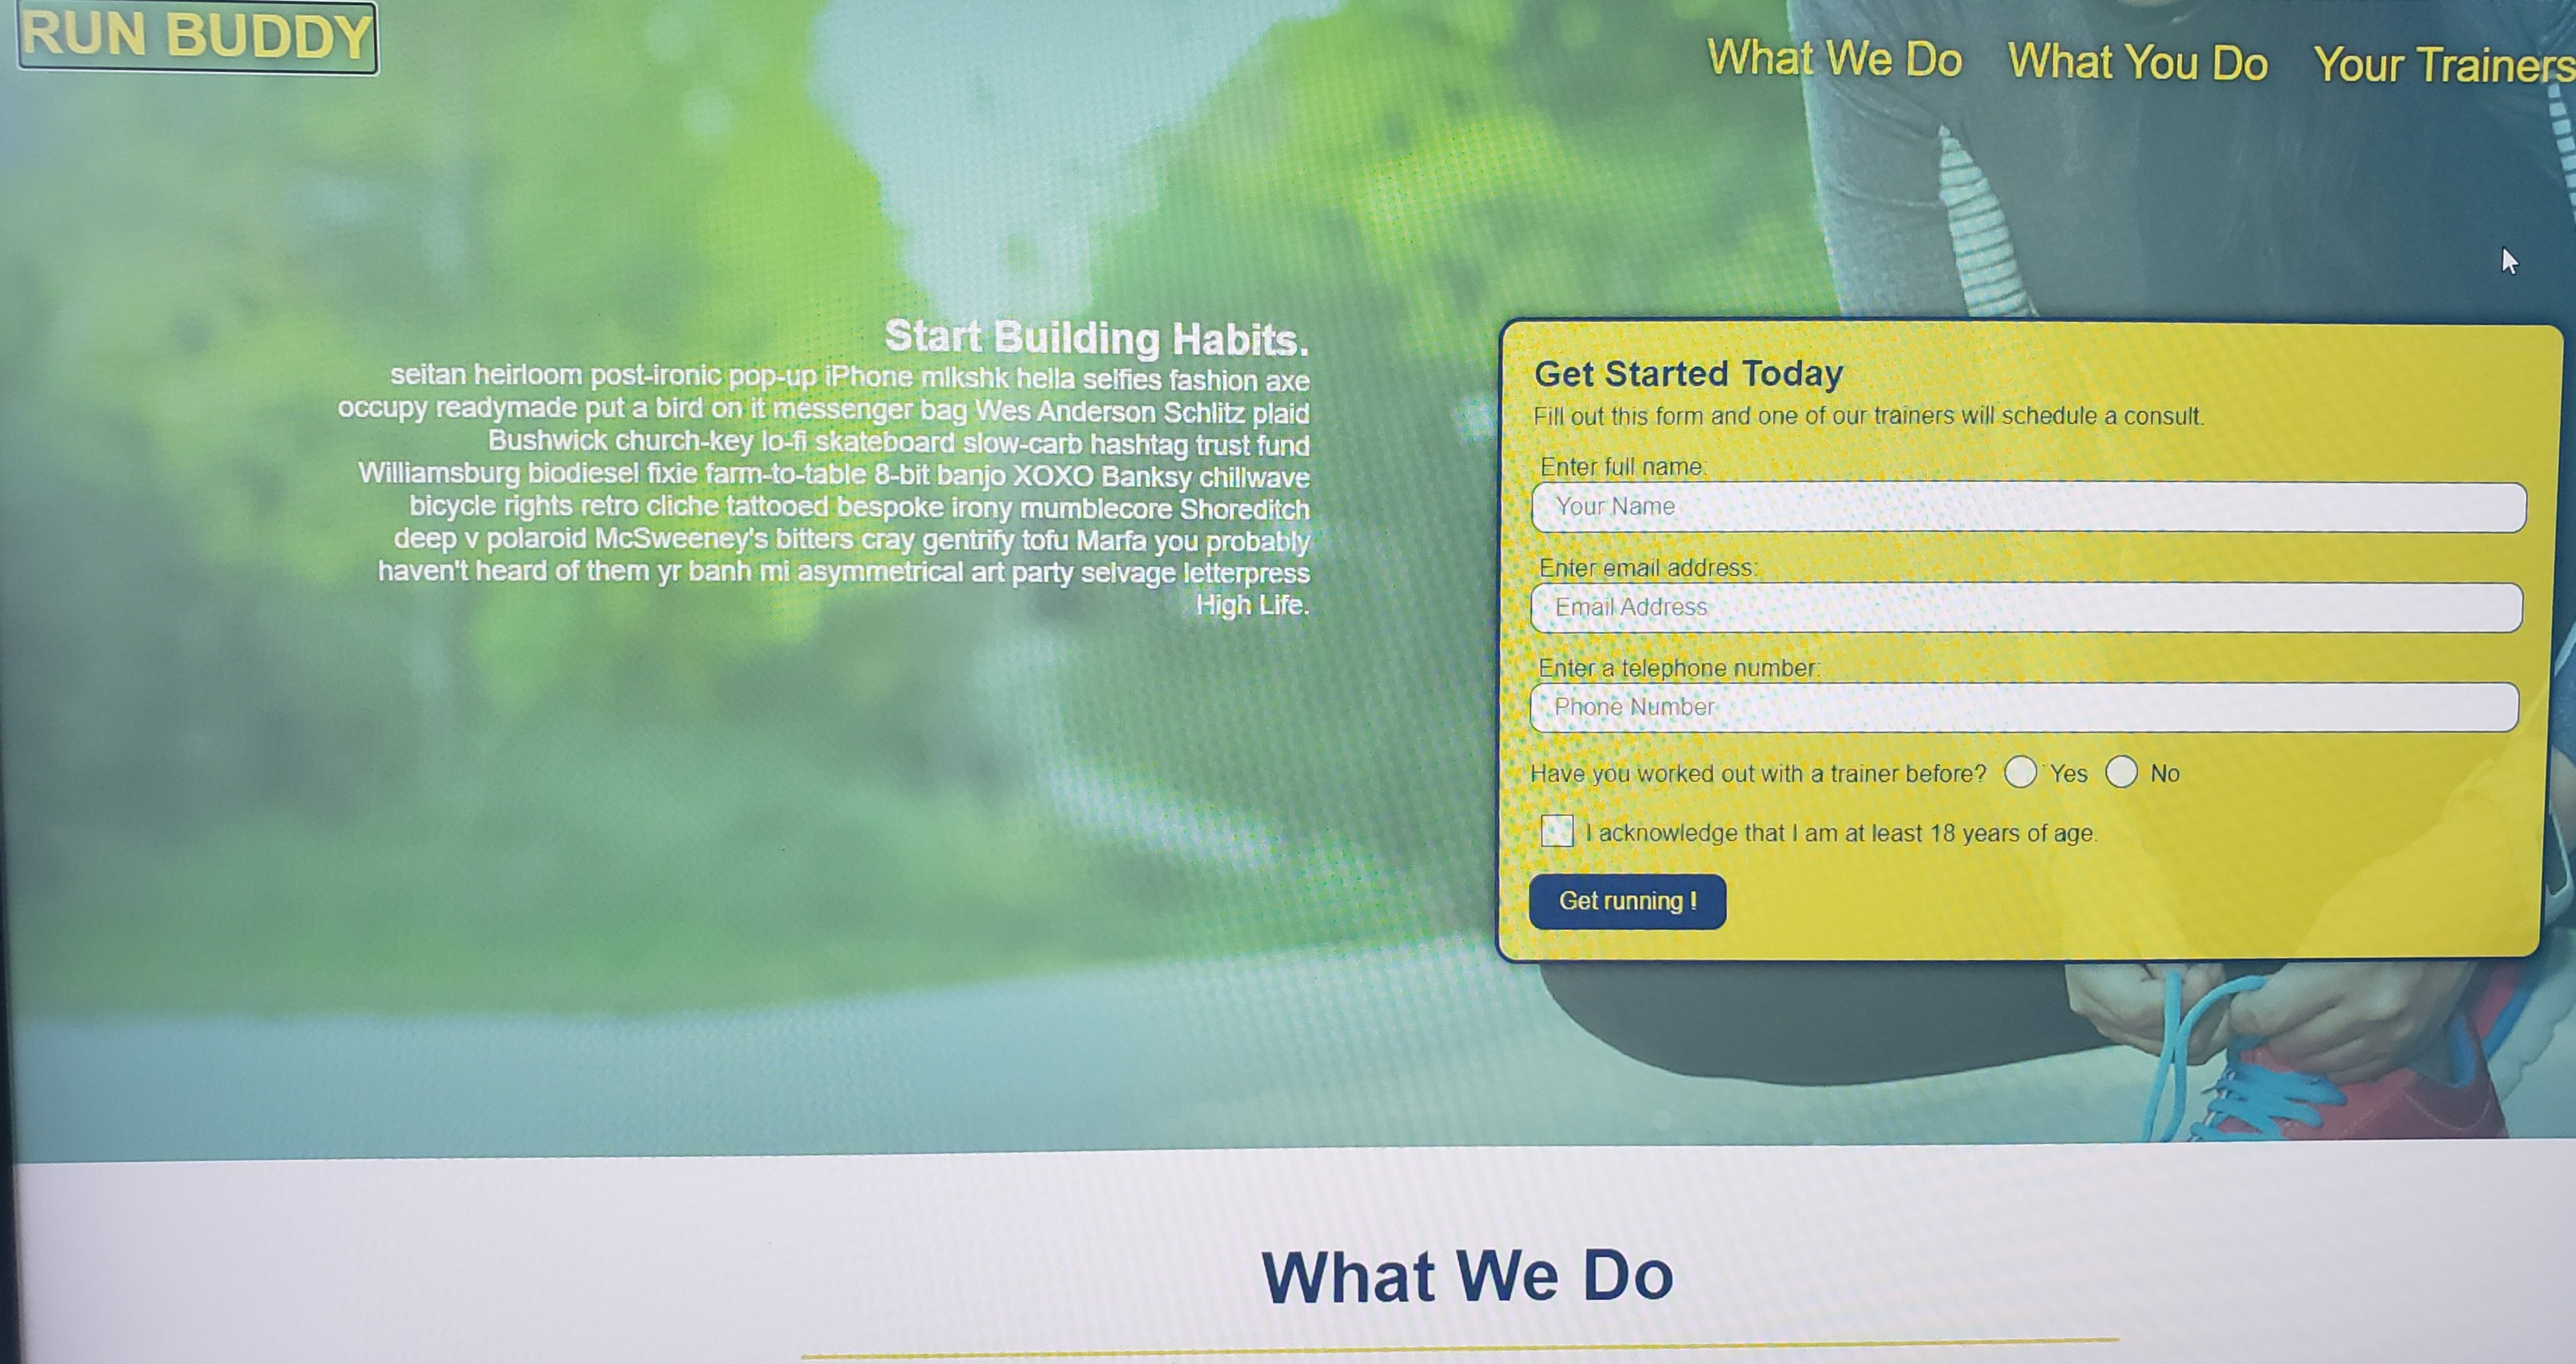 RUN BUDDY
What We Do What You Do Your Trainers
Start Building Habits.
seitan heirloom post-ironic pop-up iPhone mlkshk hella selfies fashion axe
occupy readymade put a bird on it messenger bag Wes Anderson Schlitz plaid
Bushwick church-key lo-fi skateboard slow-carb hashtag trust fund
Williamsburg biodiesel fixie farm-to-table 8-bit banjo XOXO Banksy chillwave
bicycle rights retro cliche tattooed bespoke irony mumblecore Shoreditch
deep v polaroid McSweeney's bitters cray gentrify tofu Marfa you probably
haven't heard of them yr banh mi asymmetrical art party selvage letterpress
High Life.
Get Started Today
Fill out this form and one of our trainers will schedule a consult.
Enter full name:
Your Name
Enter email address:
Email Address
Enter a telephone number:
Phone Number
Have you worked out with a trainer before? Yes No
I acknowledge that I am at least 18 years of age.
Get running !
What We Do